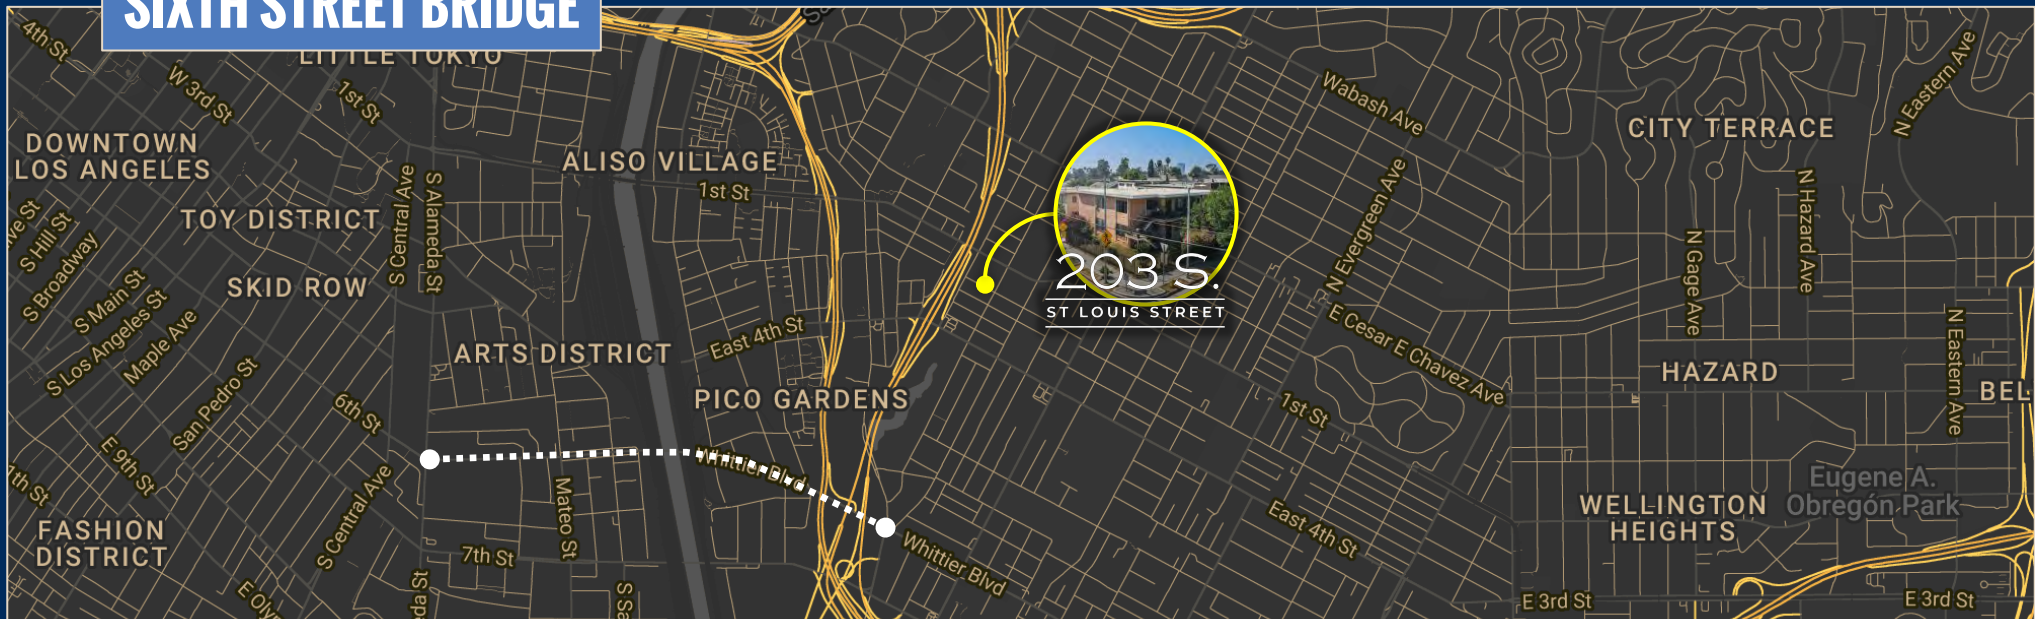 SIXTH STREET BRIDGE
4th St
LITTLE TOKYO
W 3rd St
1st St
DOWNTOWN
LOS ANGELES
ALISO VILLAGE
1st St
TOY DISTRICT
S Central Ave
S Alameda St
S Hill St
S Broadway
SKID ROW
S Main St
S Los Angeles St
Maple Ave
San Pedro St
ARTS DISTRICT
East 4th St
PICO GARDENS
6th St
E 9th St
Whittier Blvd
Mateo St
S Central Ave
FASHION
DISTRICT
7th St
Whittier Blvd
203 S.
ST LOUIS STREET
Wabash Ave
N Evergreen Ave
E Cesar E Chavez Ave
1st St
East 4th St
CITY TERRACE
N Eastern Ave
N Hazard Ave
N Gage Ave
HAZARD
N Eastern Ave
BEL
Eugene A.
Obregón Park
WELLINGTON
HEIGHTS
E 3rd St
E 3rd St